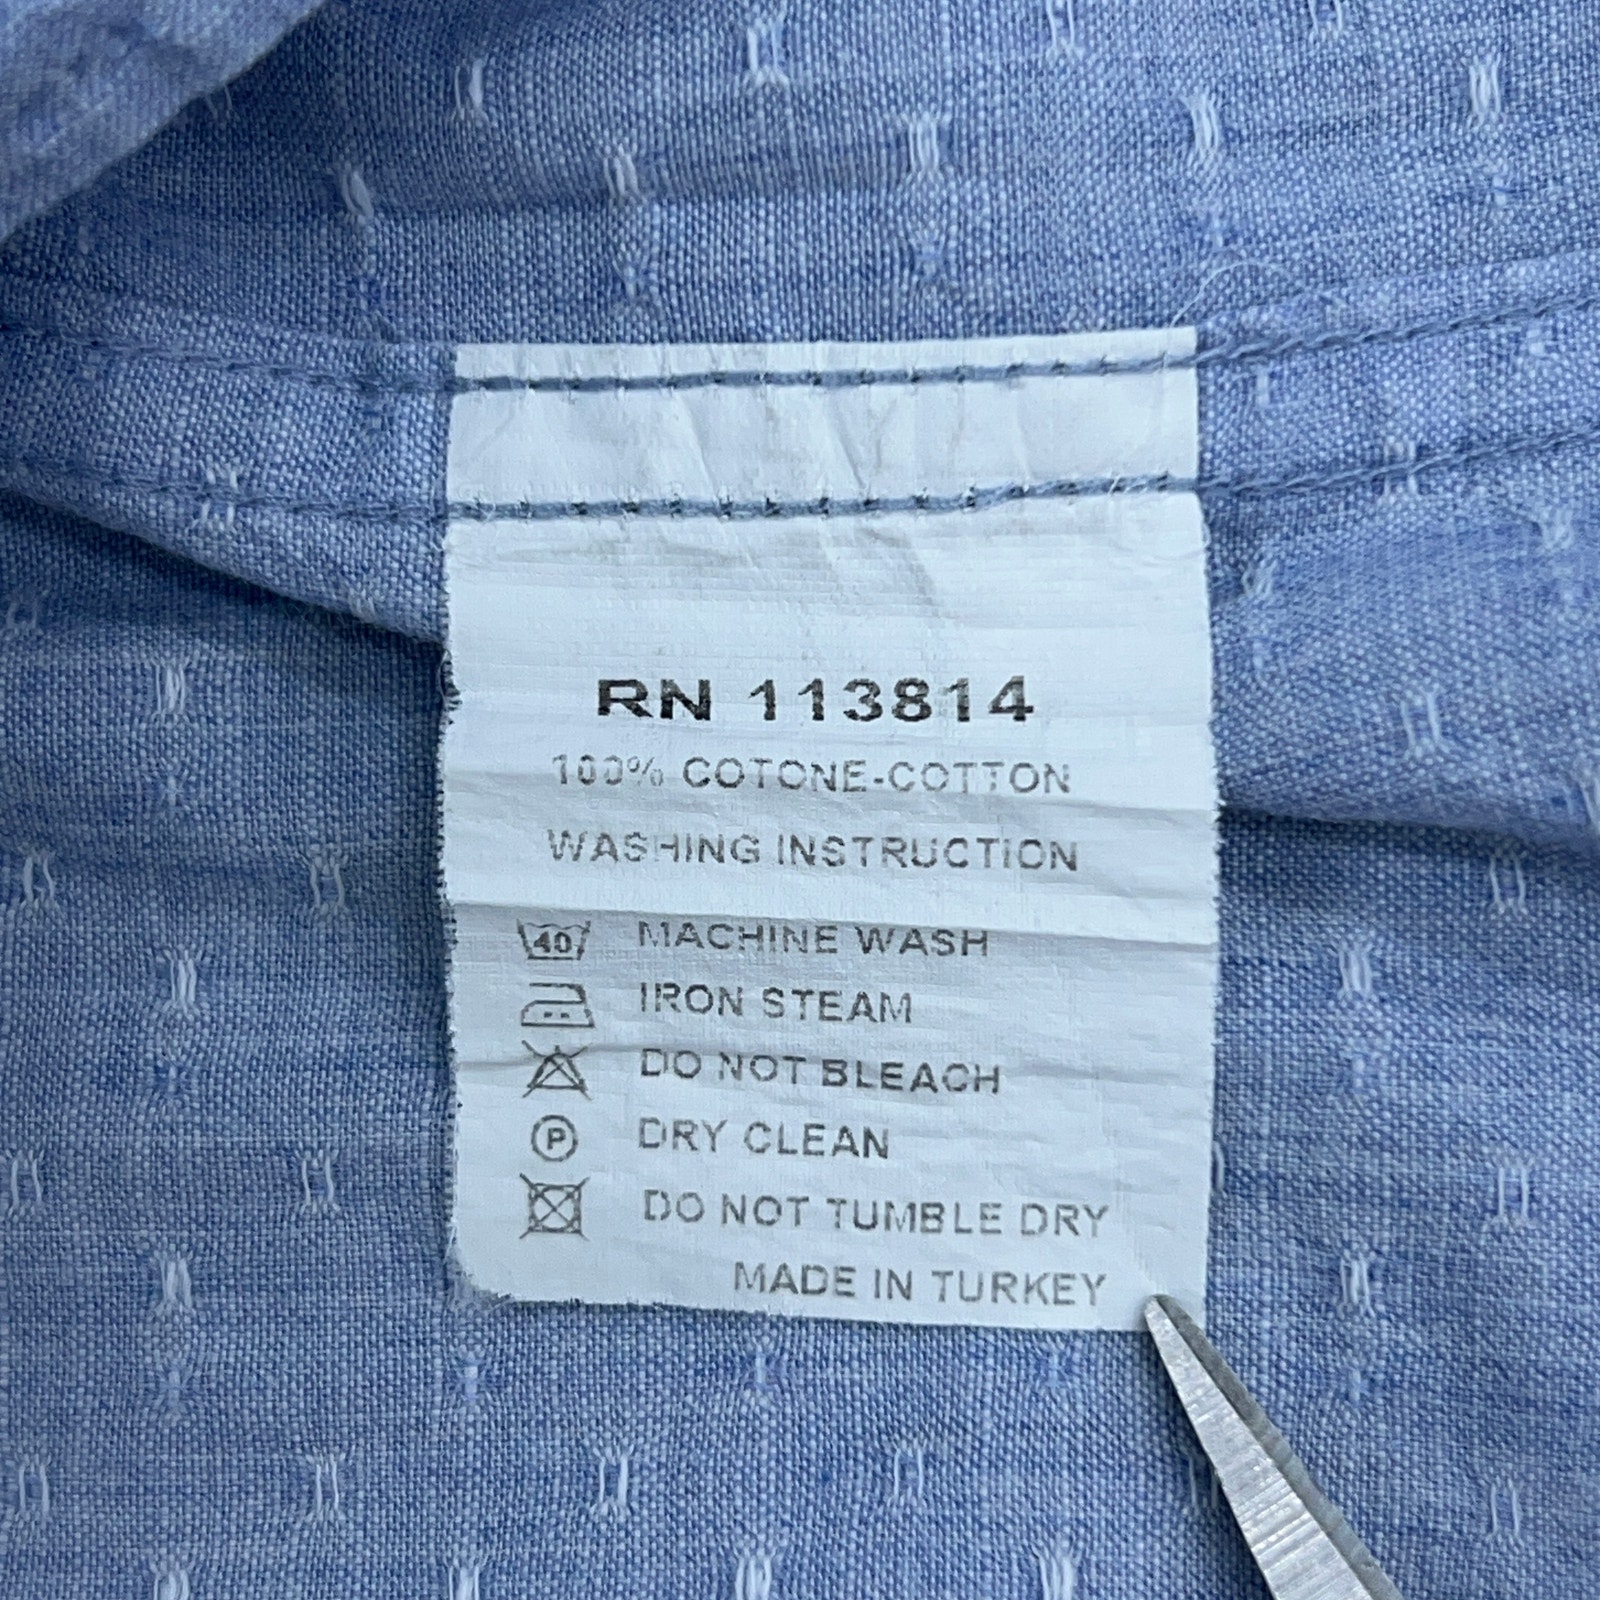 RN 113814
100% COTONE-COTTON
WASHING INSTRUCTION
40 MACHINE WASH
IRON STEAM
DO NOT BLEACH
P DRY CLEAN
DO NOT TUMBLE DRY
MADE IN TURKEY